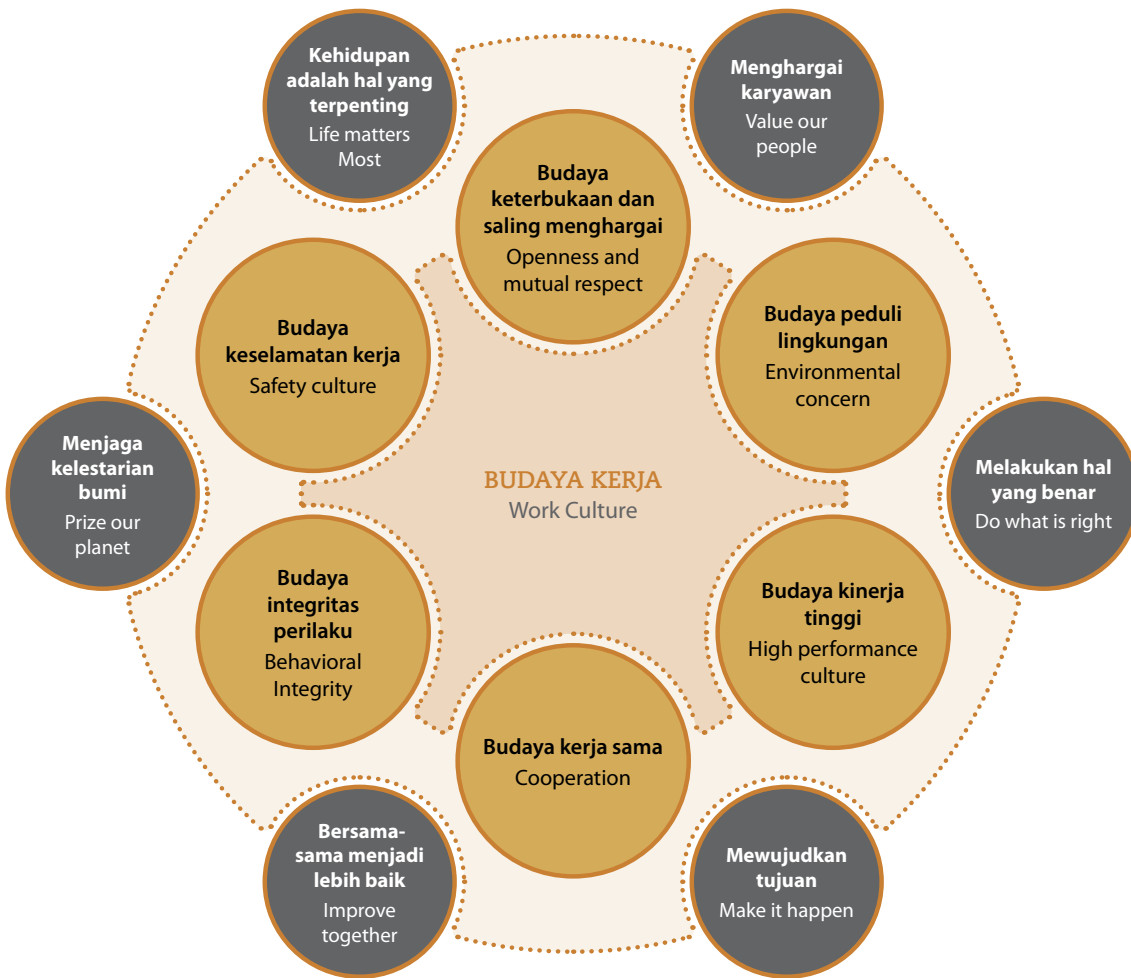 Kehidupan
adalah hal yang
terpenting
Life matters
Most
Menghargai
karyawan
Value our
people
Budaya
keterbukaan dan
saling menghargai
Openness and
mutual respect
Budaya
keselamatan kerja
Safety culture
Budaya peduli
lingkungan
Environmental
concern
Menjaga
kelestarian
bumi
Prize our
planet
BUDAYA KERJA
Work Culture
Melakukan hal
yang benar
Do what is right
Budaya
integritas
perilaku
Behavioral
Integrity
Budaya kinerja
tinggi
High performance
culture
Budaya kerja sama
Cooperation
Bersama-
sama menjadi
lebih baik
Improve
together
Mewujudkan
tujuan
Make it happen